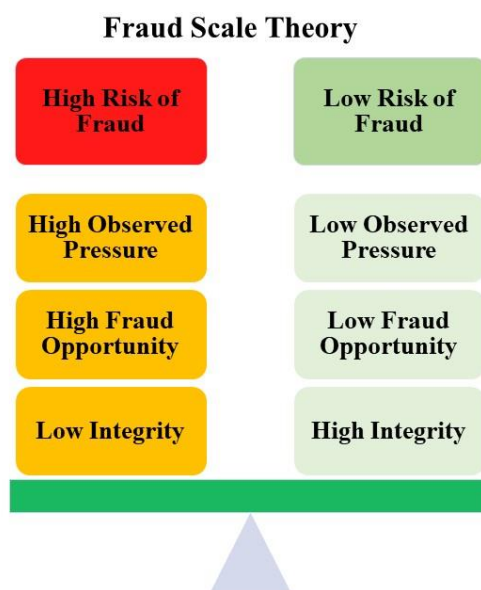 Fraud Scale Theory
High Risk of
Fraud
Low Risk of
Fraud
High Observed
Pressure
Low Observed
Pressure
High Fraud
Opportunity
Low Fraud
Opportunity
Low Integrity
High Integrity